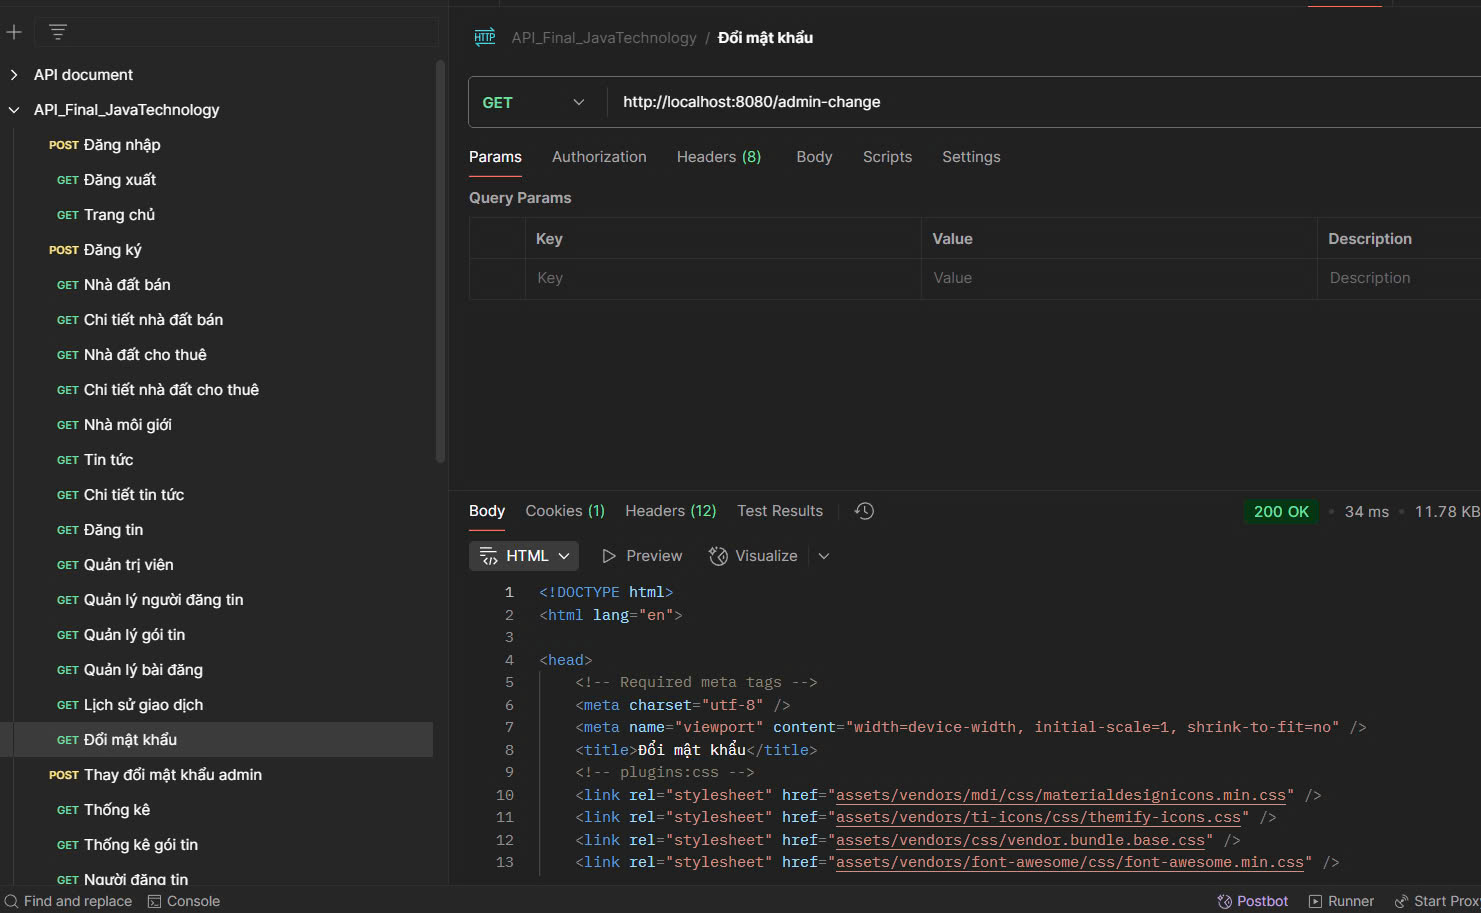 API document
API_Final_JavaTechnology
POST Đăng nhập
GET Đăng xuất
GET Trang chủ
POST Đăng ký
GET Nhà đất bán
GET Chi tiết nhà đất bán
GET Nhà đất cho thuê
GET Chi tiết nhà đất cho thuê
GET Nhà môi giới
GET Tin tức
GET Chi tiết tin tức
GET Đăng tin
GET Quản trị viên
GET Quản lý người đăng tin
GET Quản lý gói tin
GET Quản lý bài đăng
GET Lịch sử giao dịch
GET Đổi mật khẩu
POST Thay đổi mật khẩu admin
GET Thống kê
GET Thống kê gói tin
GET Người đăng tin
HTTP API_Final_JavaTechnology / Đổi mật khẩu
GET http://localhost:8080/admin-change
Params Authorization Headers (8) Body Scripts Settings
Query Params
Key Value Description
Key Value Description
Body Cookies (1) Headers (12) Test Results 200 OK • 34 ms • 11.78 KB
HTML Preview Visualize
1 <!DOCTYPE html>
2 <html lang="en">
3
4 <head>
5 <!-- Required meta tags -->
6 <meta charset="utf-8" />
7 <meta name="viewport" content="width=device-width, initial-scale=1, shrink-to-fit=no" />
8 <title>Đổi mật khẩu</title>
9 <!-- plugins:css -->
10 <link rel="stylesheet" href="assets/vendors/mdi/css/materialdesignicons.min.css" />
11 <link rel="stylesheet" href="assets/vendors/ti-icons/css/themify-icons.css" />
12 <link rel="stylesheet" href="assets/vendors/css/vendor.bundle.base.css" />
13 <link rel="stylesheet" href="assets/vendors/font-awesome/css/font-awesome.min.css" />
Find and replace Console Postbot Runner Start Prox